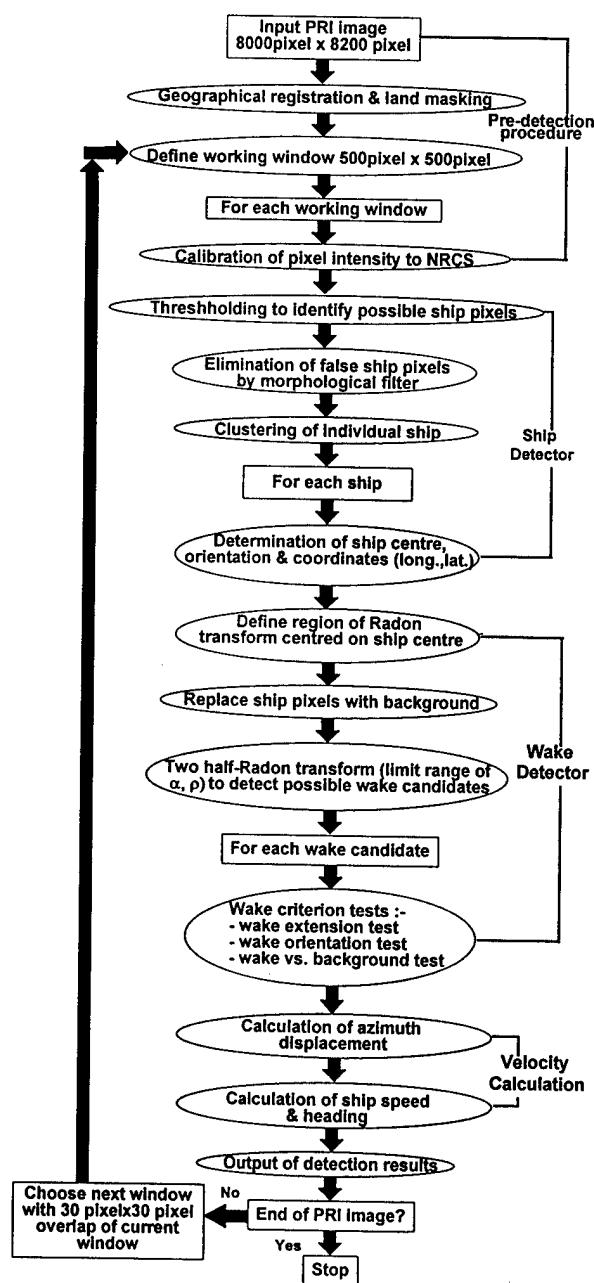 Input PRI image
8000pixel x 8200 pixel
Geographical registration & land masking
Pre-detection
procedure
Define working window 500pixel x 500pixel
For each working window
Calibration of pixel intensity to NRCS
Threshholding to identify possible ship pixels
Elimination of false ship pixels
by morphological filter
Clustering of Individual ship
Ship
Detector
For each ship
Determination of ship centre,
orientation & coordinates (long.,lat.)
Define region of Radon
transform centred on ship centre
Replace ship pixels with background
Wake
Detector
Two half-Radon transform (limit range of
α, ρ) to detect possible wake candidates
For each wake candidate
Wake criterion tests :-
- wake extension test
- wake orientation test
- wake vs. background test
Calculation of azimuth
displacement
Velocity
Calculation
Calculation of ship speed
& heading
Output of detection results
Choose next window
with 30 pixelx30 pixel
overlap of current
window
No
End of PRI image?
Yes
Stop